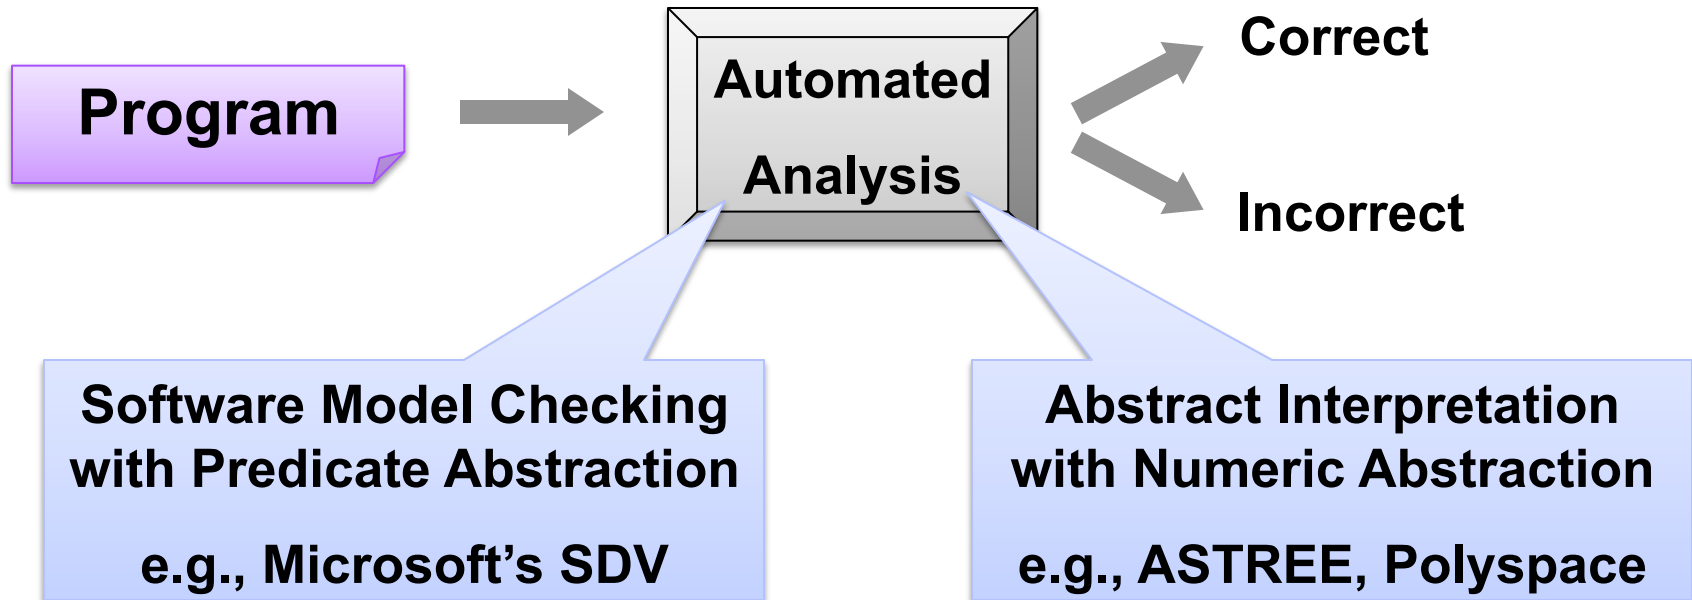 Program
Automated
Analysis
Correct
Incorrect
Software Model Checking
with Predicate Abstraction
e.g., Microsoft’s SDV
Abstract Interpretation
with Numeric Abstraction
e.g., ASTREE, Polyspace